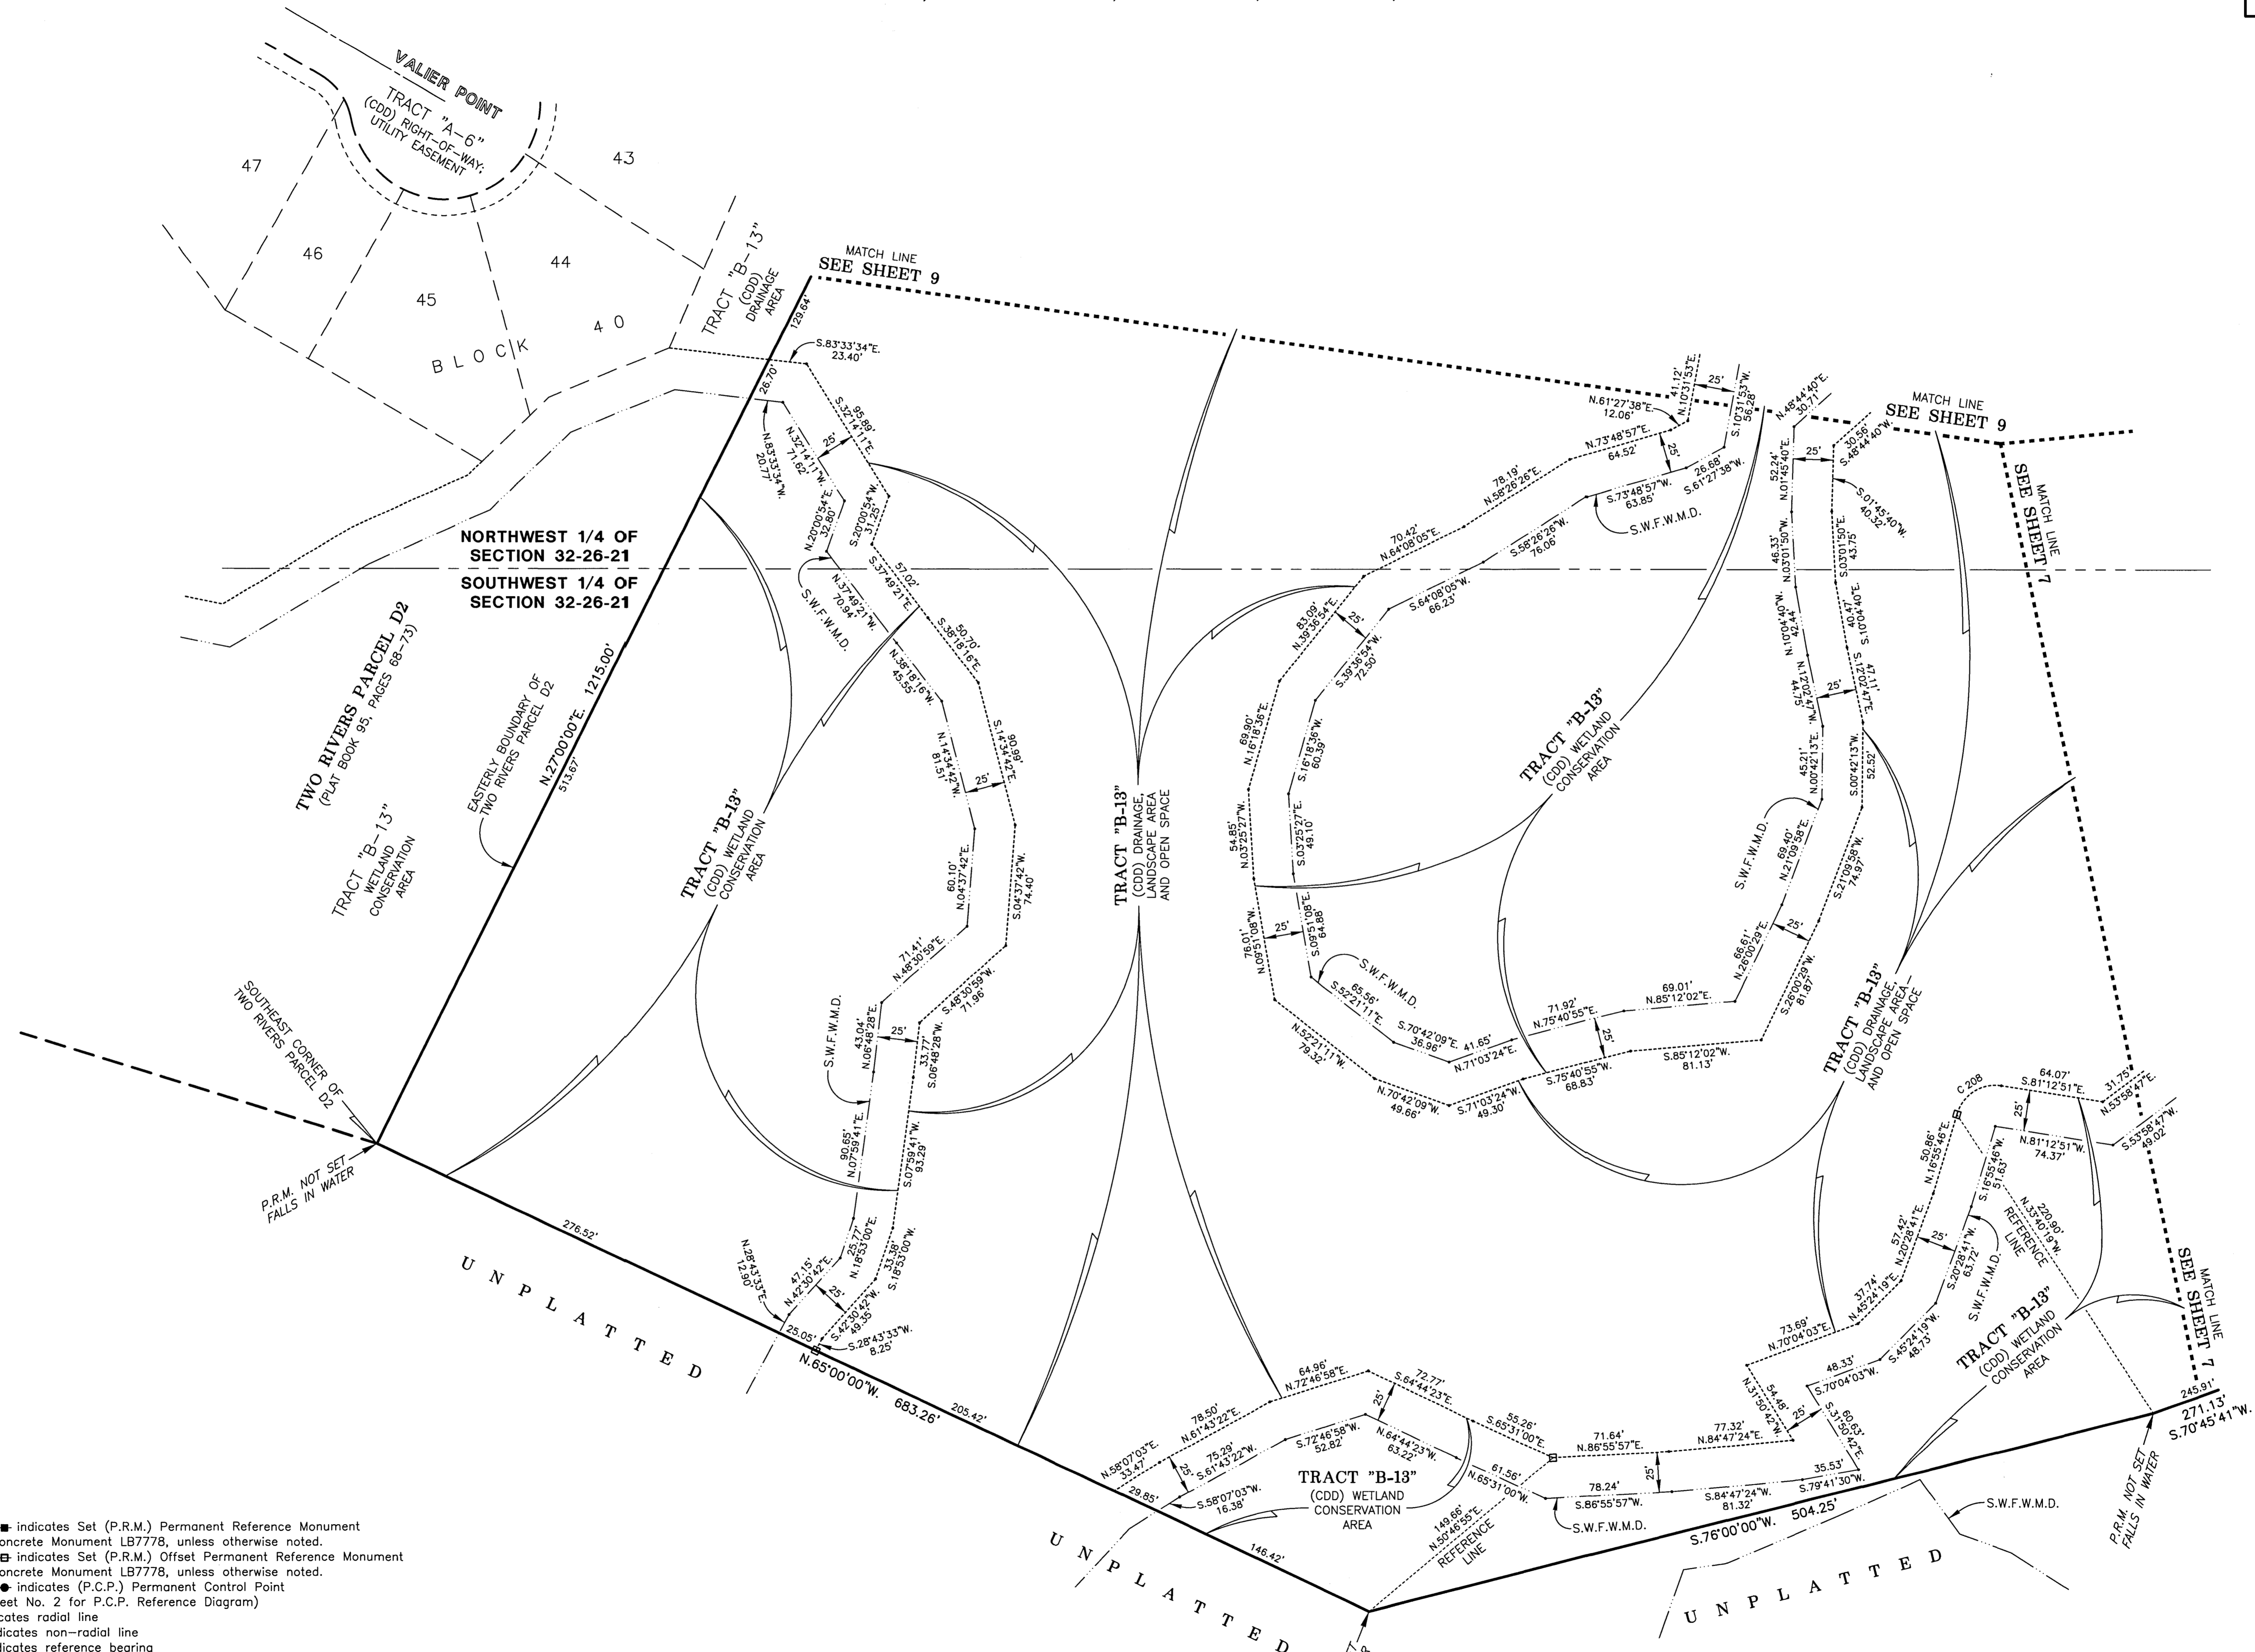 VALIER POINT
TRACT "A-6"
(CDD) RIGHT-OF-WAY;
UTILITY EASEMENT
47
43
46
44
45
BLOCK 40
TRACT "B-13"
(CDD)
DRAINAGE
AREA
MATCH LINE
SEE SHEET 9
129.64'
S.83°33'34"E.
23.40'
26.70'
95.89'
S.32°14'11"E.
25'
N.32°14'11"W.
71.62'
N.83°33'34"W.
20.77'
N.20°00'54"E.
32.80'
S.20°00'54"W.
31.25'
57.02'
S.37°49'21"E.
N.37°49'21"W.
70.94'
S.W.F.W.M.D.
50.70'
S.38°18'16"E.
N.38°18'16"W.
45.55'
90.99'
S.14°34'42"E.
N.14°34'42"W.
81.51'
25'
60.10'
N.04°37'42"E.
S.04°37'42"W.
74.40'
71.41'
N.48°30'59"E.
S.48°30'59"W.
71.96'
43.04'
N.06°48'28"E.
25'
33.77'
S.06°48'28"W.
S.W.F.W.M.D.
90.65'
N.07°59'41"E.
S.07°59'41"W.
93.29'
25.77'
N.18°53'00"E.
33.38'
S.18°53'00"W.
47.15'
N.42°30'42"E.
25'
S.42°30'42"W.
49.35'
N.28°43'33"E.
12.90'
S.28°43'33"W.
8.25'
25.05'
NORTHWEST 1/4 OF
SECTION 32-26-21
SOUTHWEST 1/4 OF
SECTION 32-26-21
TWO RIVERS PARCEL D2
(PLAT BOOK 95, PAGES 68-73)
N.27°00'00"E. 1215.00'
513.67'
EASTERLY BOUNDARY OF
TWO RIVERS PARCEL D2
TRACT "B-13"
WETLAND
CONSERVATION
AREA
TRACT "B-13"
(CDD) WETLAND
CONSERVATION
AREA
SOUTHEAST CORNER OF
TWO RIVERS PARCEL D2
P.R.M. NOT SET
FALLS IN WATER
276.52'
UNPLATTED
N.65°00'00"W. 683.26'
205.42'
TRACT "B-13"
(CDD) DRAINAGE,
LANDSCAPE AREA
AND OPEN SPACE
41.12'
N.10°31'53"E.
25'
S.10°31'53"W.
56.28'
N.61°27'38"E.
12.06'
N.73°48'57"E.
64.52'
25'
26.68'
S.61°27'38"W.
S.73°48'57"W.
63.85'
S.W.F.W.M.D.
78.19'
N.58°26'26"E.
S.58°26'26"W.
76.06'
70.42'
N.64°08'05"E.
S.64°08'05"W.
66.23'
83.09'
N.39°36'54"E.
25'
S.39°36'54"W.
72.50'
69.90'
N.16°18'36"E.
S.16°18'36"W.
60.39'
54.85'
N.03°25'27"W.
S.03°25'27"E.
49.10'
76.01'
N.09°51'08"W.
25'
S.09°51'08"E.
64.88'
S.W.F.W.M.D.
65.56'
S.52°21'11"E.
N.52°21'11"W.
79.32'
S.70°42'09"E.
36.96'
N.70°42'09"W.
49.66'
41.65'
N.71°03'24"E.
S.71°03'24"W.
49.30'
71.92'
N.75°40'55"E.
25'
S.75°40'55"W.
68.83'
69.01'
N.85°12'02"E.
S.85°12'02"W.
81.13'
66.61'
N.26°00'29"E.
25'
S.26°00'29"W.
81.87'
69.40'
N.21°09'58"E.
S.21°09'58"W.
74.97'
S.W.F.W.M.D.
45.21'
N.00°42'13"E.
S.00°42'13"W.
52.52'
N.12°02'47"W.
44.75'
25'
47.11'
S.12°02'47"E.
N.10°04'40"W.
42.44'
40.47'
S.10°04'40"E.
46.33'
N.03°01'50"W.
S.03°01'50"E.
43.75'
52.24'
N.01°45'40"E.
25'
S.01°45'40"W.
40.32'
N.48°44'40"E.
30.71'
30.56'
S.48°44'40"W.
MATCH LINE
SEE SHEET 9
MATCH LINE
SEE SHEET 7
TRACT "B-13"
(CDD) WETLAND
CONSERVATION
AREA
TRACT "B-13"
(CDD) DRAINAGE,
LANDSCAPE AREA
AND OPEN SPACE
C 208
64.07'
S.81°12'51"E.
31.75'
N.53°58'47"E.
25'
N.81°12'51"W.
74.37'
S.53°58'47"W.
49.02'
50.86'
N.16°55'46"E.
S.16°55'46"W.
51.63'
57.42'
N.20°28'41"E.
25'
S.20°28'41"W.
63.72'
S.W.F.W.M.D.
220.90'
N.33°40'19"W.
REFERENCE
LINE
37.74'
N.45°24'19"E.
S.45°24'19"W.
48.73'
73.69'
N.70°04'03"E.
48.33'
S.70°04'03"W.
54.48'
N.31°50'42"W.
25'
60.63'
S.31°50'42"E.
TRACT "B-13"
(CDD) WETLAND
CONSERVATION
AREA
MATCH LINE
SEE SHEET 7
245.91'
271.13'
S.70°45'41"W.
P.R.M. NOT SET
FALLS IN WATER
N.58°07'03"E.
33.47'
78.50'
N.61°43'22"E.
25'
75.29'
S.61°43'22"W.
64.96'
N.72°46'58"E.
S.72°46'58"W.
52.82'
25'
72.77'
S.64°44'23"E.
N.64°44'23"W.
63.22'
55.26'
S.65°31'00"E.
61.56'
N.65°31'00"W.
71.64'
N.86°55'57"E.
77.32'
N.84°47'24"E.
25'
78.24'
S.86°55'57"W.
S.84°47'24"W.
81.32'
35.53'
S.79°41'30"W.
S.W.F.W.M.D.
29.85'
S.58°07'03"W.
16.38'
TRACT "B-13"
(CDD) WETLAND
CONSERVATION
AREA
149.66'
N.50°46'55"E.
REFERENCE
LINE
146.42'
S.76°00'00"W. 504.25'
S.W.F.W.M.D.
UNPLATTED
UNPLATTED
indicates Set (P.R.M.) Permanent Reference Monument
oncrete Monument LB7778, unless otherwise noted.
indicates Set (P.R.M.) Offset Permanent Reference Monument
oncrete Monument LB7778, unless otherwise noted.
indicates (P.C.P.) Permanent Control Point
eet No. 2 for P.C.P. Reference Diagram)
cates radial line
dicates non-radial line
dicates reference bearing